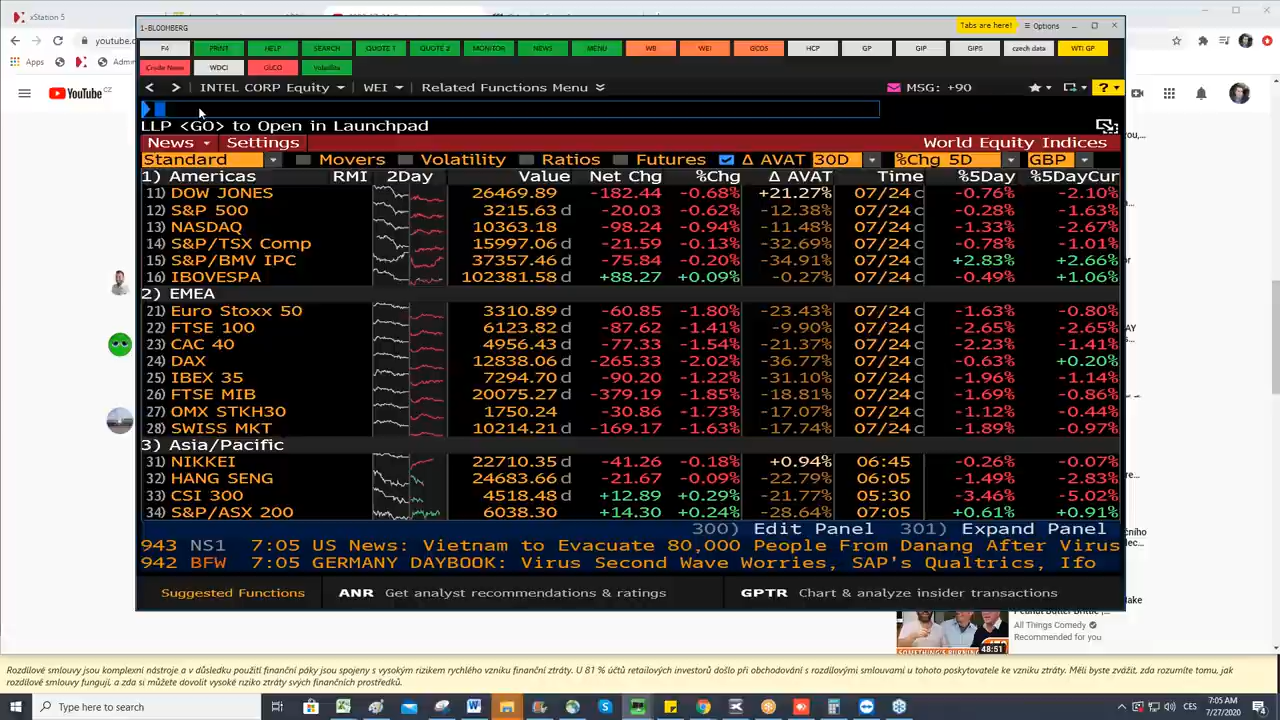 xStation 5
youtube.c
Apps
Admi
YouTube CZ
1-BLOOMBERG
Tabs are here!
Options
F4 PRINT HELP SEARCH QUOTE 1 QUOTE 2 MONITOR NEWS MENU WB WEI GCDS HCP GP GIP GIPS czech data WTI GP
Crude News WDCI GLCO Volatilita
INTEL CORP Equity WEI Related Functions Menu MSG: +90 ?
LLP <GO> to Open in Launchpad
News Settings World Equity Indices
Standard Movers Volatility Ratios Futures Δ AVAT 30D %Chg 5D GBP
1) Americas RMI 2Day Value Net Chg %Chg Δ AVAT Time %5Day %5DayCur
11) DOW JONES 26469.89 -182.44 -0.68% +21.27% 07/24 c -0.76% -2.10%
12) S&P 500 3215.63 d -20.03 -0.62% -12.38% 07/24 c -0.28% -1.63%
13) NASDAQ 10363.18 -98.24 -0.94% -11.48% 07/24 c -1.33% -2.67%
14) S&P/TSX Comp 15997.06 d -21.59 -0.13% -32.69% 07/24 c -0.78% -1.01%
15) S&P/BMV IPC 37357.46 d -75.84 -0.20% -34.91% 07/24 c +2.83% +2.66%
16) IBOVESPA 102381.58 d +88.27 +0.09% -0.27% 07/24 c -0.49% +1.06%
2) EMEA
21) Euro Stoxx 50 3310.89 d -60.85 -1.80% -23.43% 07/24 c -1.63% -0.80%
22) FTSE 100 6123.82 d -87.62 -1.41% -9.90% 07/24 c -2.65% -2.65%
23) CAC 40 4956.43 d -77.33 -1.54% -21.37% 07/24 c -2.23% -1.41%
24) DAX 12838.06 d -265.33 -2.02% -36.77% 07/24 c -0.63% +0.20%
25) IBEX 35 7294.70 d -90.20 -1.22% -31.10% 07/24 c -1.96% -1.14%
26) FTSE MIB 20075.27 d -379.19 -1.85% -18.81% 07/24 c -1.69% -0.86%
27) OMX STKH30 1750.24 -30.86 -1.73% -17.07% 07/24 c -1.12% -0.44%
28) SWISS MKT 10214.21 d -169.17 -1.63% -17.74% 07/24 c -1.89% -0.97%
3) Asia/Pacific
31) NIKKEI 22710.35 d -41.26 -0.18% +0.94% 06:45 -0.26% -0.07%
32) HANG SENG 24683.66 d -21.67 -0.09% -22.79% 06:05 -1.49% -2.83%
33) CSI 300 4518.48 d +12.89 +0.29% -21.77% 05:30 -3.46% -5.02%
34) S&P/ASX 200 6038.30 +14.30 +0.24% -28.64% 07:05 +0.61% +0.91%
300) Edit Panel 301) Expand Panel
943 NS1 7:05 US News: Vietnam to Evacuate 80,000 People From Danang After Virus
942 BFW 7:05 GERMANY DAYBOOK: Virus Second Wave Worries, SAP's Qualtrics, Ifo
Suggested Functions ANR Get analyst recommendations & ratings GPTR Chart & analyze insider transactions
All Things Comedy
Recommended for you
48:51
Rozdílové smlouvy jsou komplexní nástroje a v důsledku použití finanční páky jsou spojeny s vysokým rizikem rychlého vzniku finanční ztráty. U 81 % účtů retailových investorů došlo při obchodování s rozdílovými smlouvami u tohoto poskytovatele ke vzniku ztráty. Měli byste zvážit, zda rozumíte tomu, jak
rozdílové smlouvy fungují, a zda si můžete dovolit vysoké riziko ztráty svých finančních prostředků.
Type here to search
CES
7:05 AM
7/27/2020